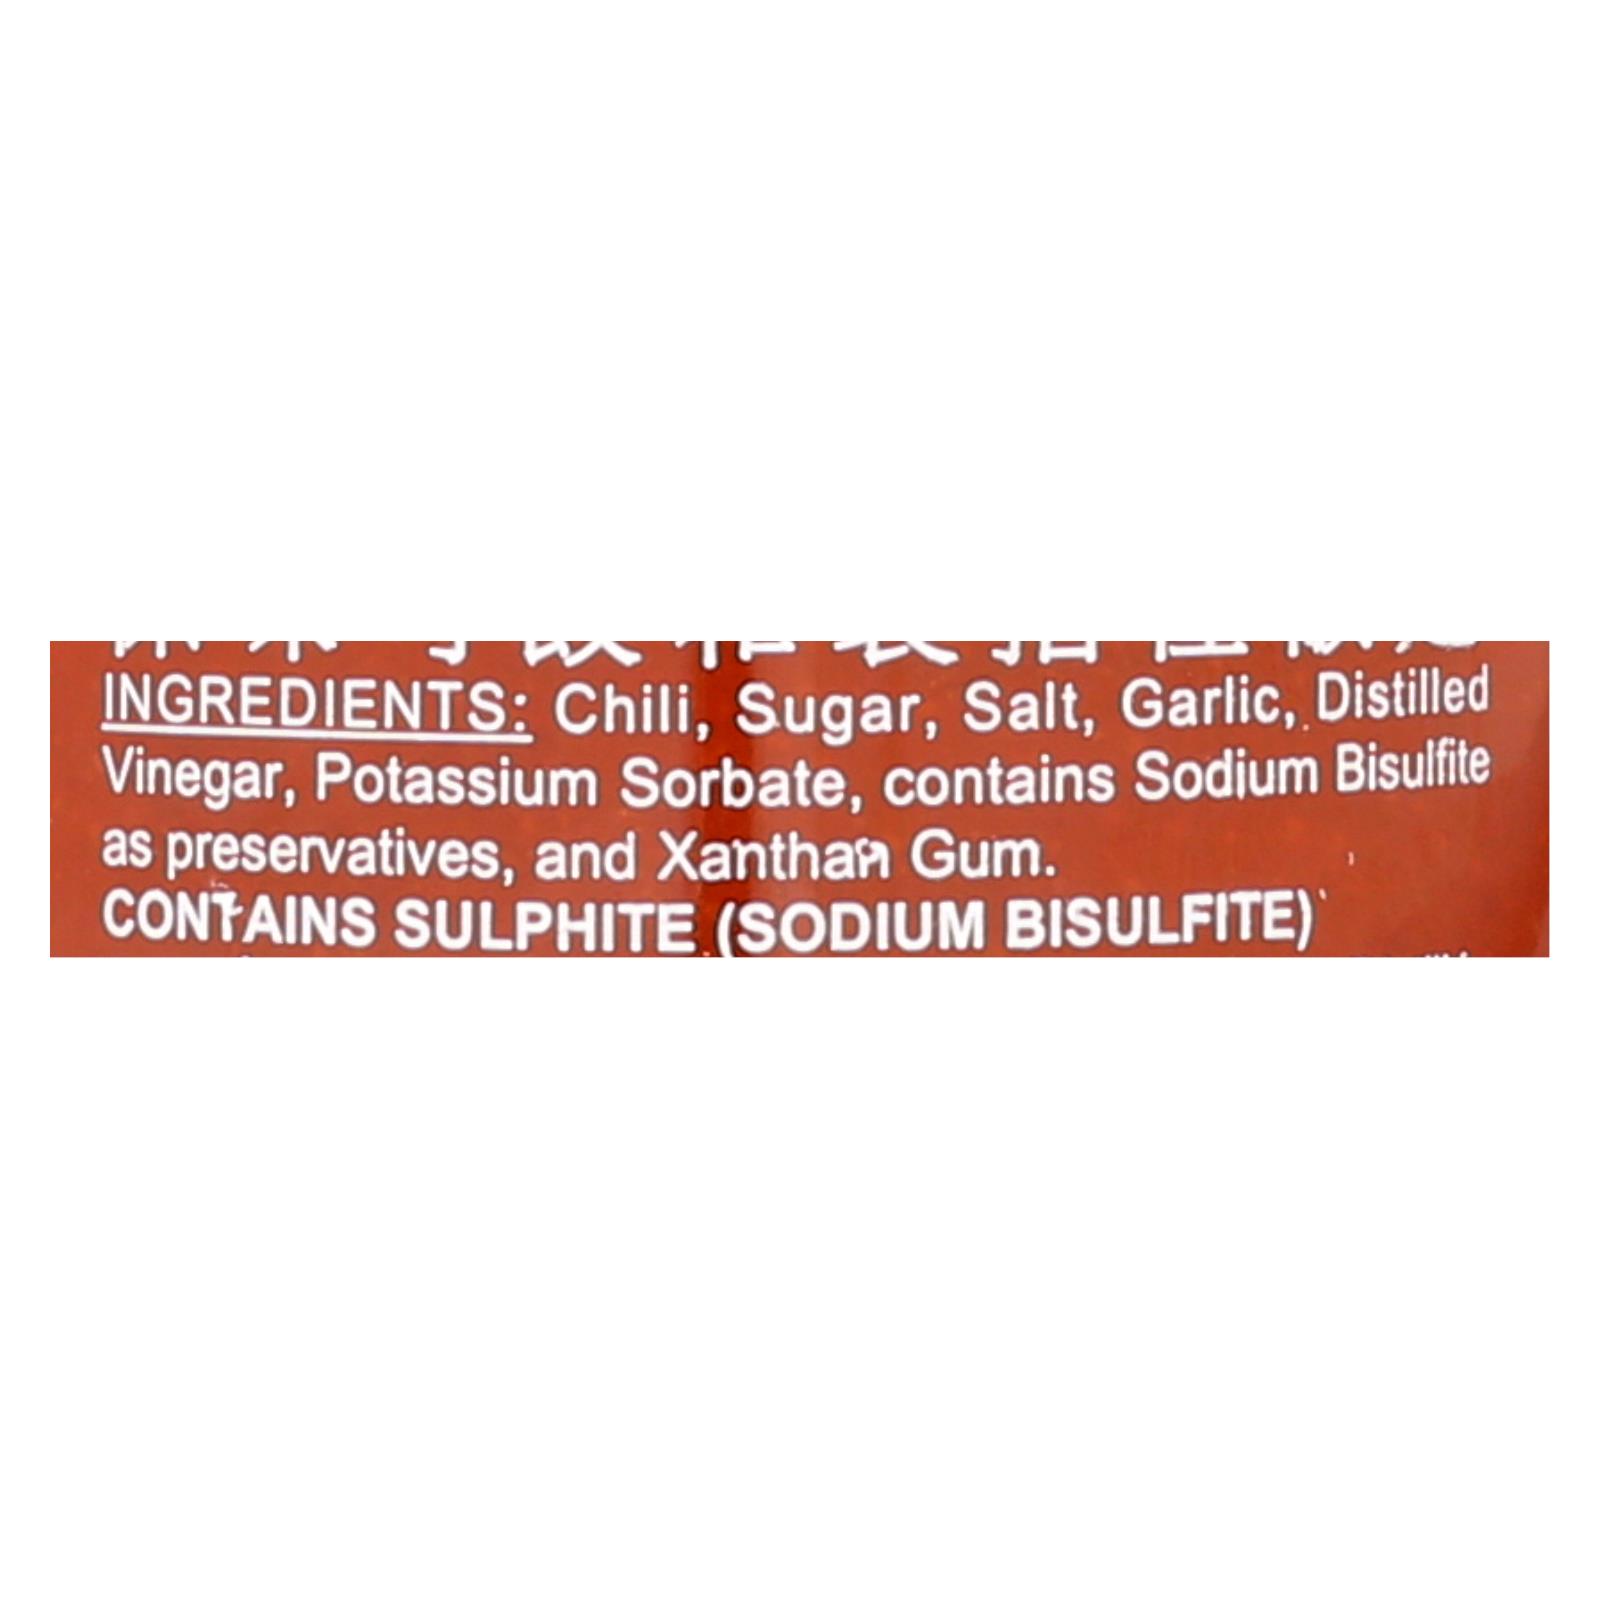 INGREDIENTS: Chili, Sugar, Salt, Garlic, Distilled
Vinegar, Potassium Sorbate, contains Sodium Bisulfite
as preservatives, and Xanthan Gum.
CONTAINS SULPHITE (SODIUM BISULFITE)